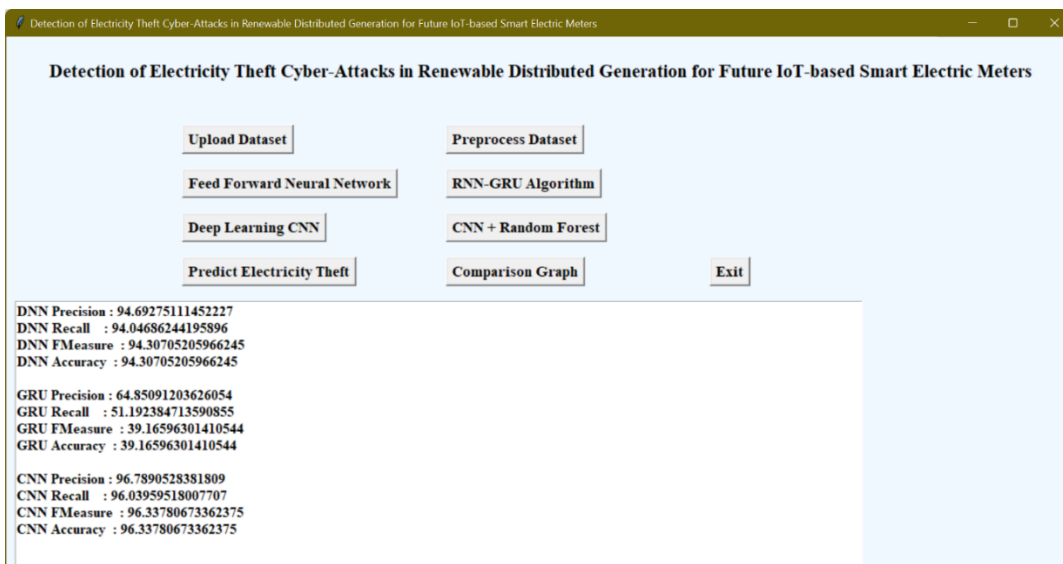 Detection of Electricity Theft Cyber-Attacks in Renewable Distributed Generation for Future IoT-based Smart Electric Meters
Detection of Electricity Theft Cyber-Attacks in Renewable Distributed Generation for Future IoT-based Smart Electric Meters
Upload Dataset Preprocess Dataset
Feed Forward Neural Network RNN-GRU Algorithm
Deep Learning CNN CNN + Random Forest
Predict Electricity Theft Comparison Graph Exit
DNN Precision : 94.69275111452227
DNN Recall : 94.04686244195896
DNN FMeasure : 94.30705205966245
DNN Accuracy : 94.30705205966245
GRU Precision : 64.85091203626054
GRU Recall : 51.192384713590855
GRU FMeasure : 39.16596301410544
GRU Accuracy : 39.16596301410544
CNN Precision : 96.7890528381809
CNN Recall : 96.03959518007707
CNN FMeasure : 96.33780673362375
CNN Accuracy : 96.33780673362375